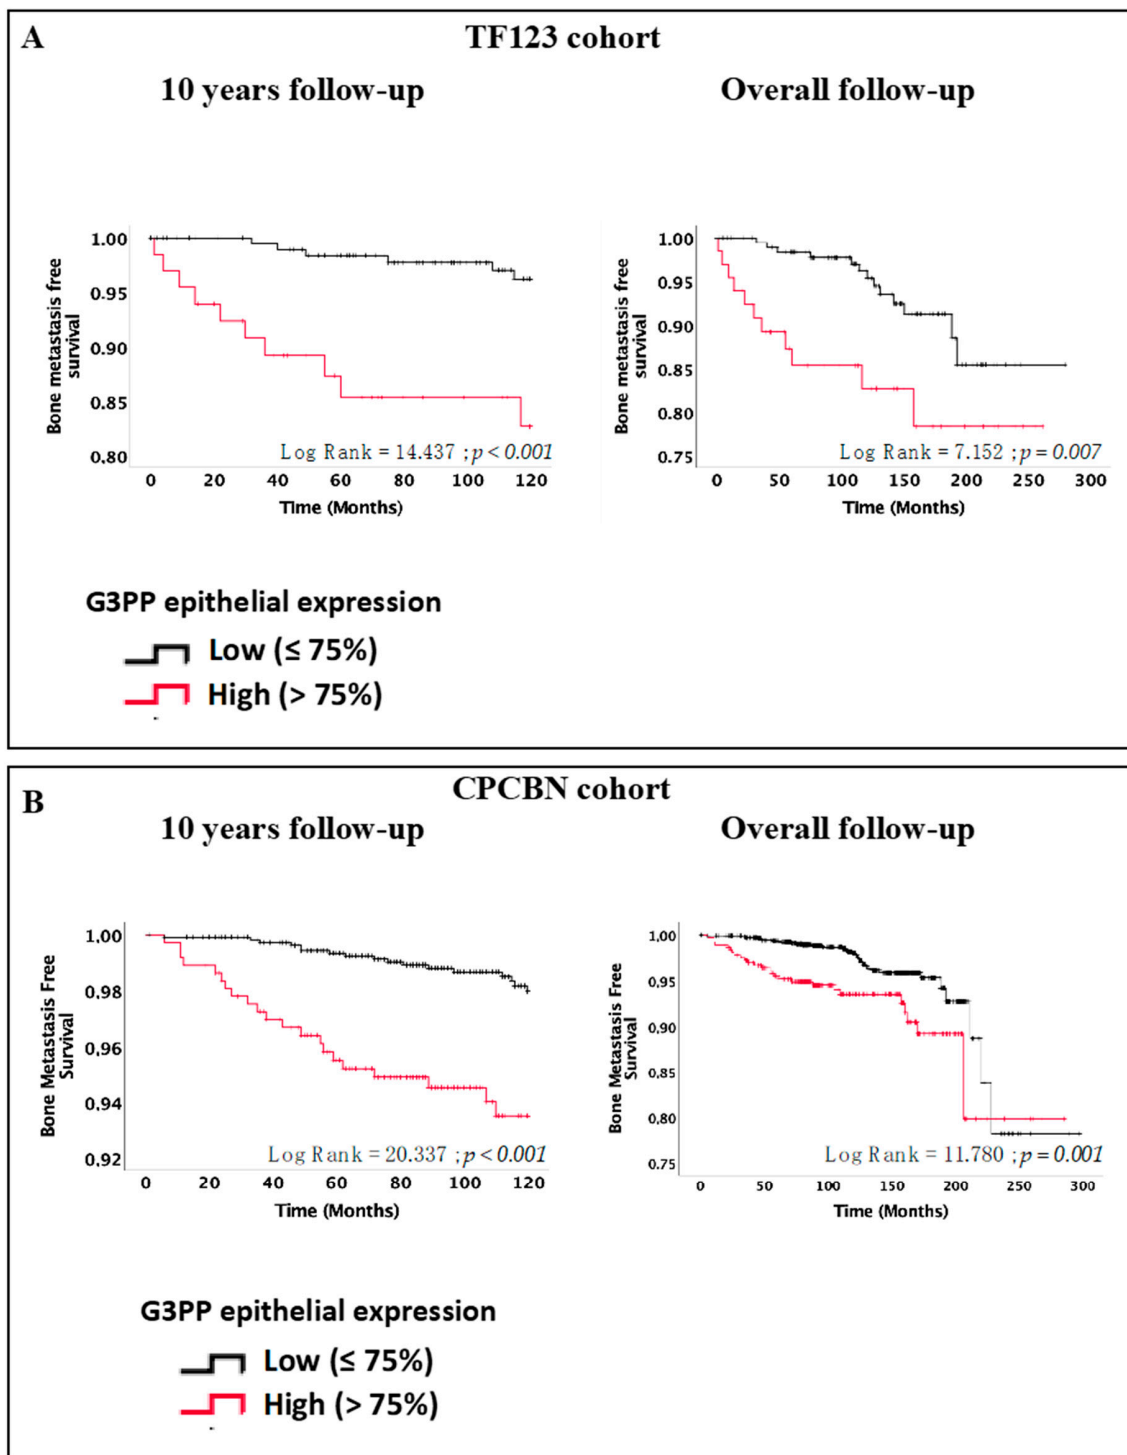 A
TF123 cohort
10 years follow-up
Overall follow-up
Bone metastasis free
survival
1.00
0.95
0.90
0.85
0.80
Log Rank = 14.437 ; p < 0.001
0 20 40 60 80 100 120
Time (Months)
Bone metastasis free
survival
1.00
0.95
0.90
0.85
0.80
0.75
Log Rank = 7.152 ; p = 0.007
0 50 100 150 200 250 300
Time (Months)
G3PP epithelial expression
Low (≤ 75%)
High (> 75%)
B
CPCBN cohort
10 years follow-up
Overall follow-up
Bone Metastasis Free
Survival
1.00
0.98
0.96
0.94
0.92
Log Rank = 20.337 ; p < 0.001
0 20 40 60 80 100 120
Time (Months)
Bone Metastasis Free
Survival
1.00
0.95
0.90
0.85
0.80
0.75
Log Rank = 11.780 ; p = 0.001
0 50 100 150 200 250 300
Time (Months)
G3PP epithelial expression
Low (≤ 75%)
High (> 75%)